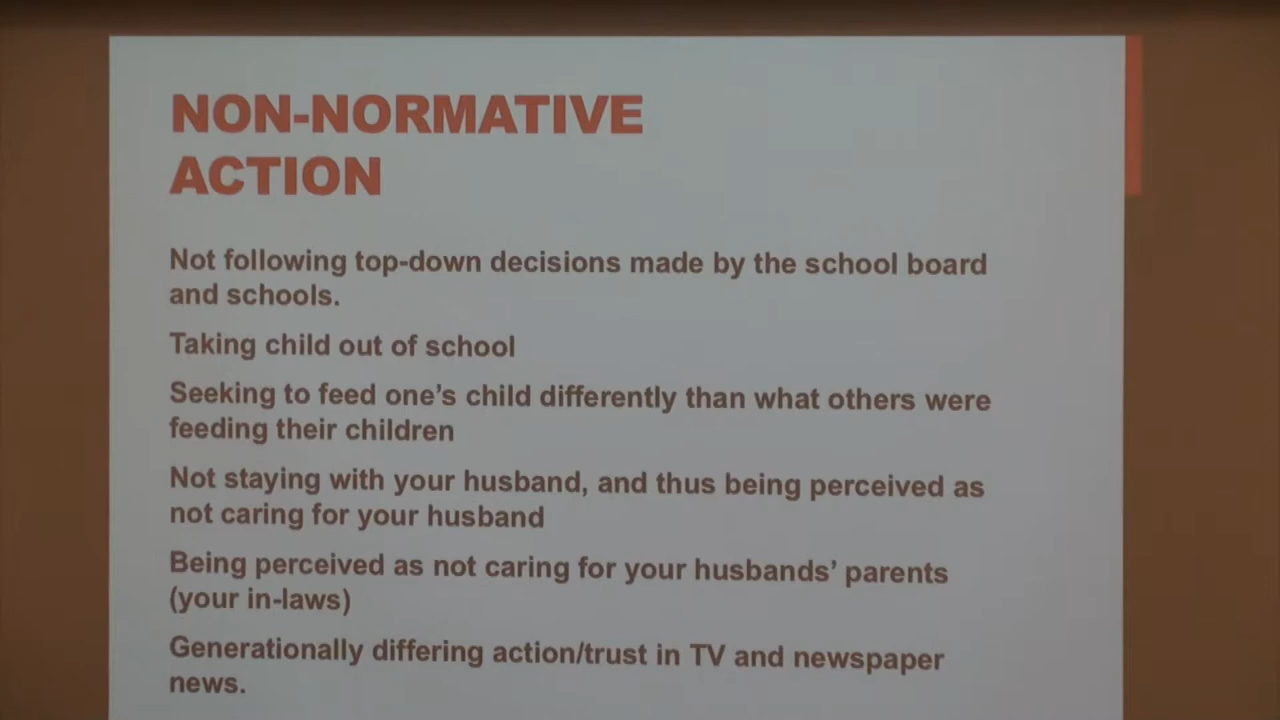 NON-NORMATIVE
ACTION
Not following top-down decisions made by the school board
and schools.
Taking child out of school
Seeking to feed one’s child differently than what others were
feeding their children
Not staying with your husband, and thus being perceived as
not caring for your husband
Being perceived as not caring for your husbands’ parents
(your in-laws)
Generationally differing action/trust in TV and newspaper
news.